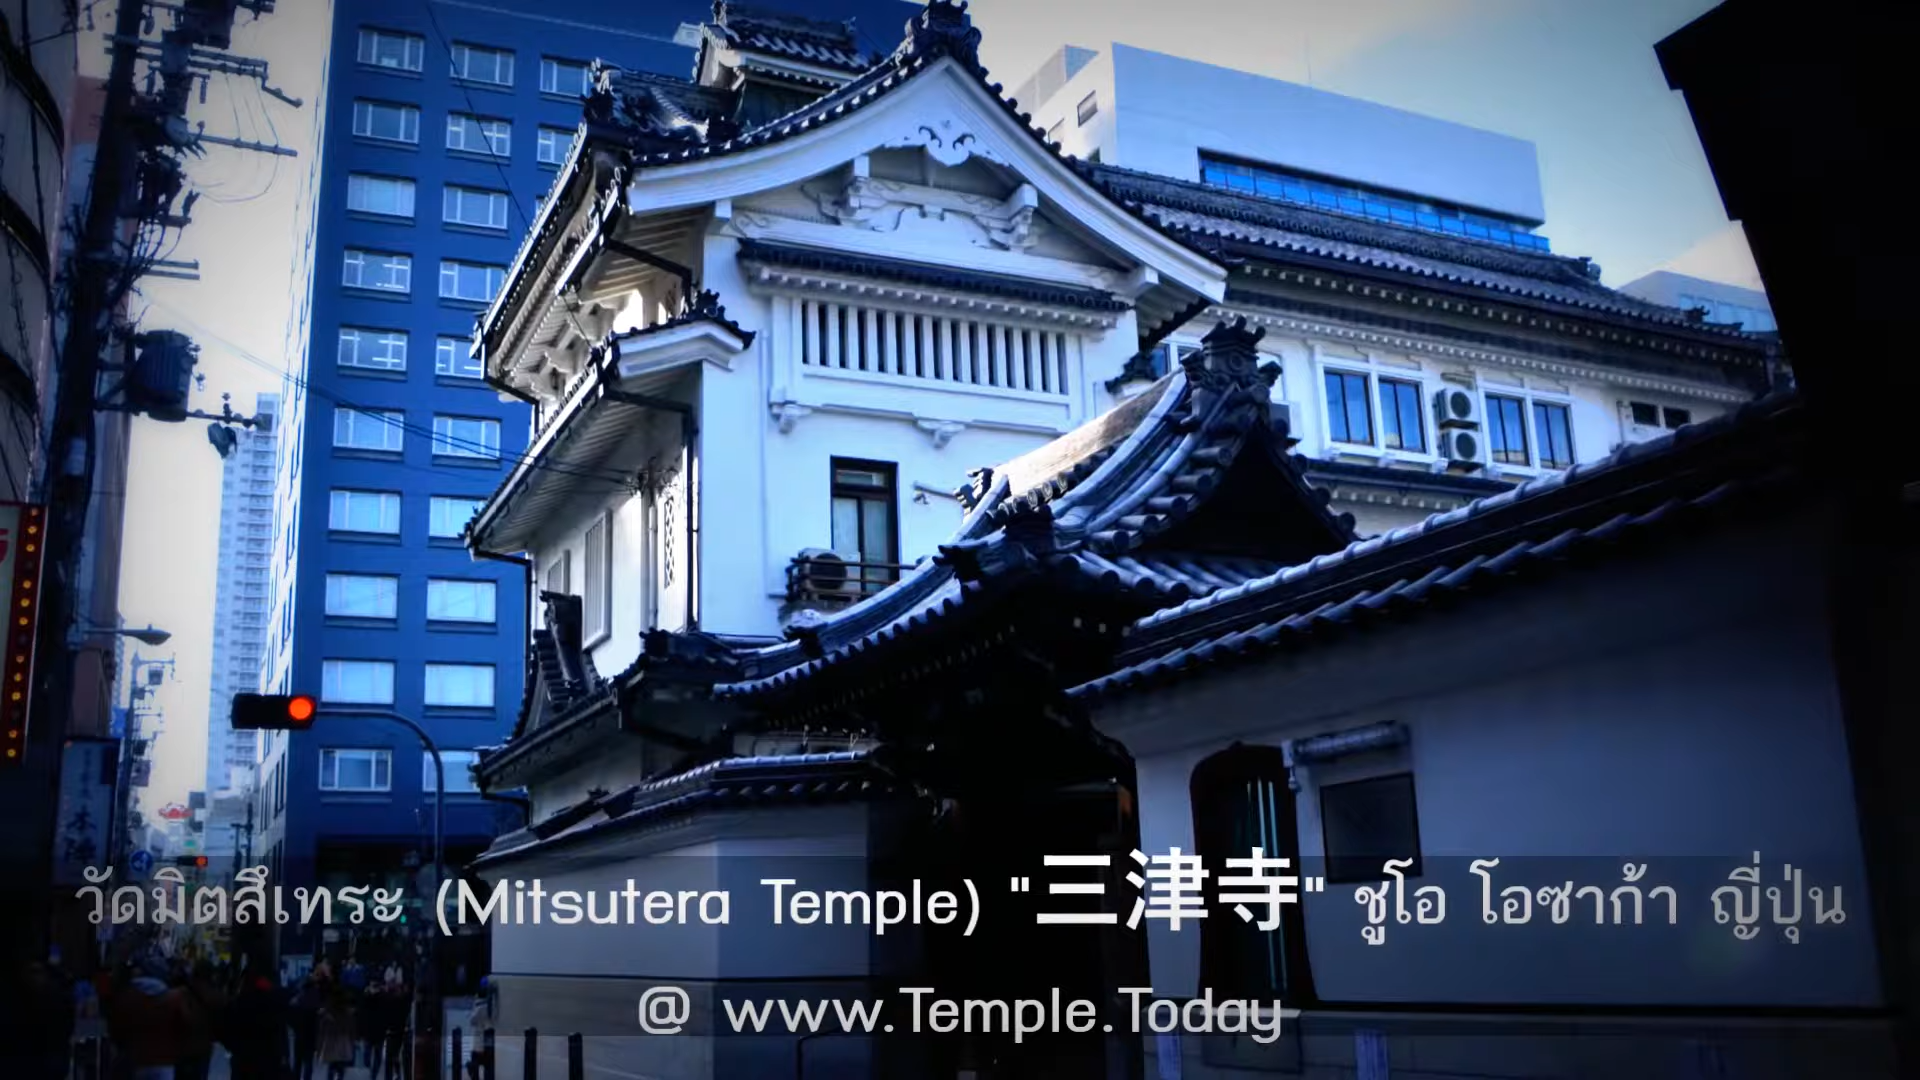 วัดมิตสึเทระ (Mitsutera Temple) "三津寺" ชูโอ โอซาก้า ญี่ปุ่น
@ www.Temple.Today